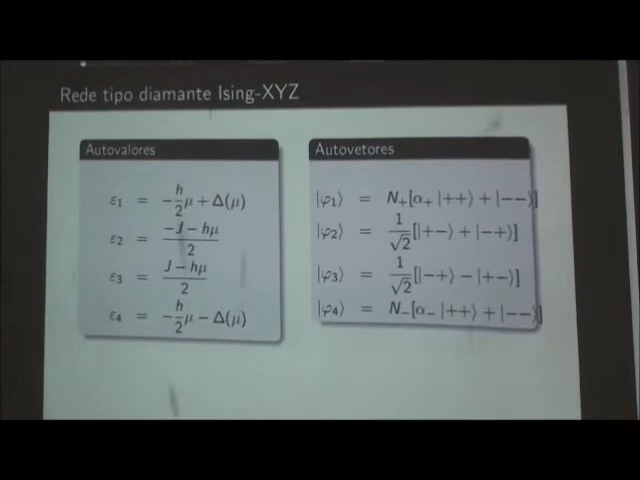 Rede tipo diamante Ising-XYZ
Autovalores
ε₁ = -h/2 μ + Δ(μ)
ε₂ = (-J - hμ)/2
ε₃ = (J - hμ)/2
ε₄ = -h/2 μ - Δ(μ)
Autovetores
|φ₁⟩ = N₊[α₊ |++⟩ + |--⟩]
|φ₂⟩ = 1/√2 [|+-⟩ + |-+⟩]
|φ₃⟩ = 1/√2 [|-+⟩ - |+-⟩]
|φ₄⟩ = N₋[α₋ |++⟩ + |--⟩]